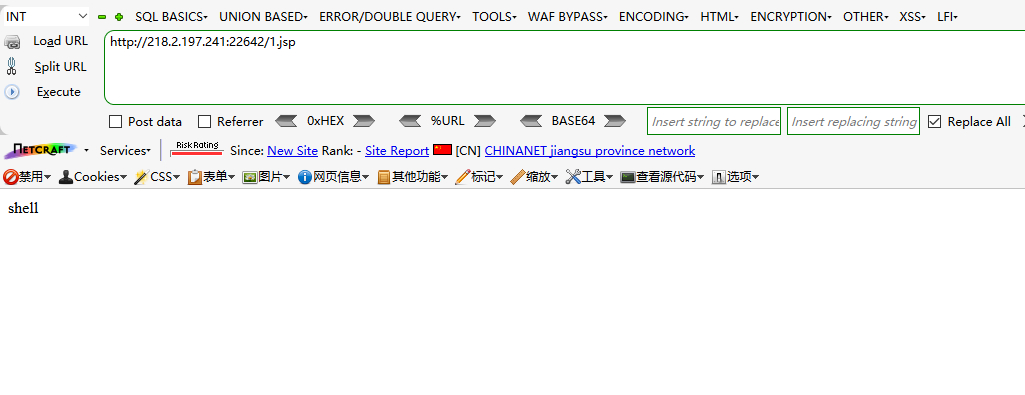 INT SQL BASICS UNION BASED ERROR/DOUBLE QUERY TOOLS WAF BYPASS ENCODING HTML ENCRYPTION OTHER XSS LFI
Load URL http://218.2.197.241:22642/1.jsp
Split URL
Execute
Post data Referrer 0xHEX %URL BASE64 Insert string to replace Insert replacing string Replace All
NETCRAFT Services Risk Rating Since: New Site Rank: - Site Report [CN] CHINANET jiangsu province network
禁用 Cookies CSS 表单 图片 网页信息 其他功能 标记 缩放 工具 查看源代码 选项
shell